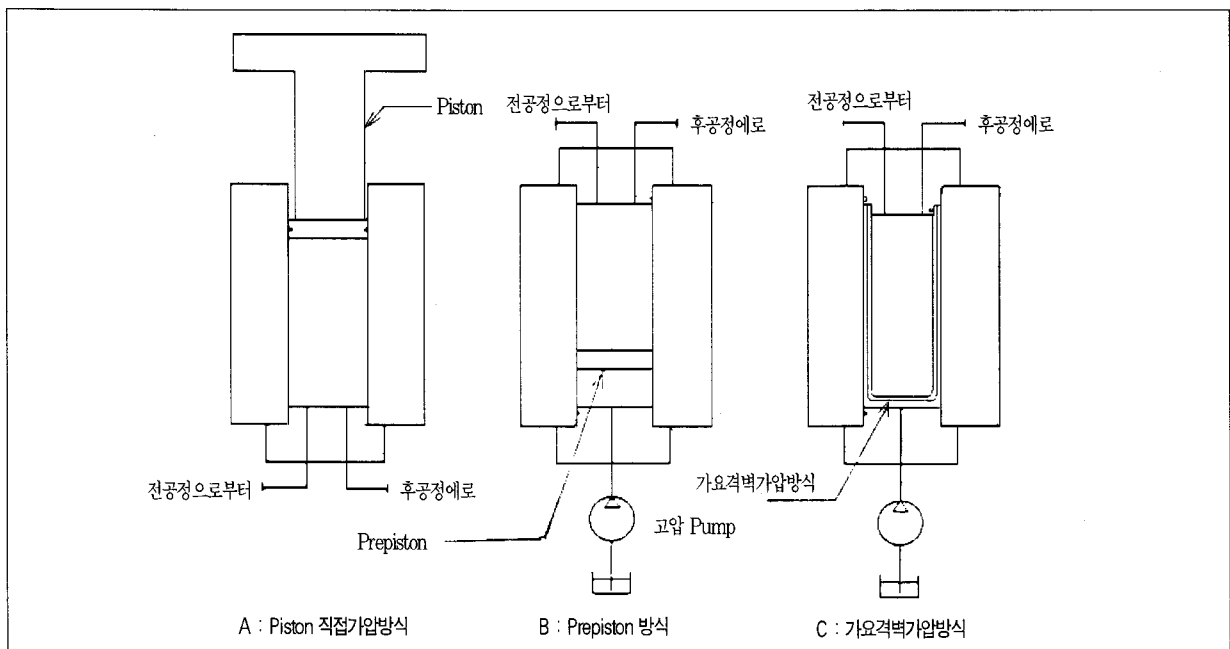 Piston
전공정으로부터
후공정에로
전공정으로부터
후공정에로
전공정으로부터
후공정에로
Prepiston
고압 Pump
가요격벽가압방식
A : Piston 직접가압방식
B : Prepiston 방식
C : 가요격벽가압방식